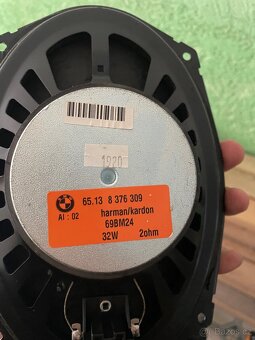 1920
65.13 8 376 309
AI : 02
harman/kardon
69BM24
32W 2ohm